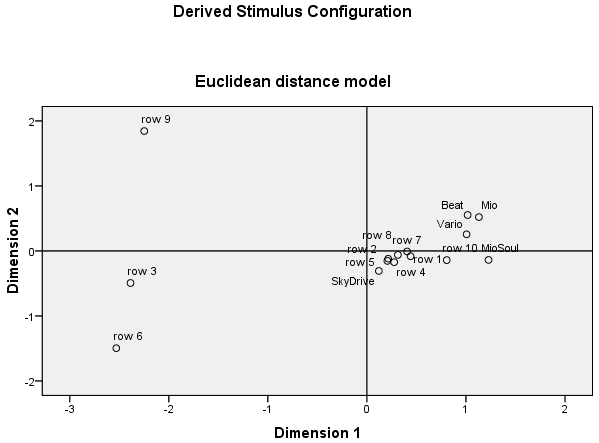 Derived Stimulus Configuration
Euclidean distance model
Dimension 2
2
1
0
-1
-2
row 9
Beat
Mio
Vario
row 8
row 7
row 2
row 10
MioSoul
row 5
row 1
row 4
SkyDrive
row 3
row 6
-3
-2
-1
0
1
2
Dimension 1